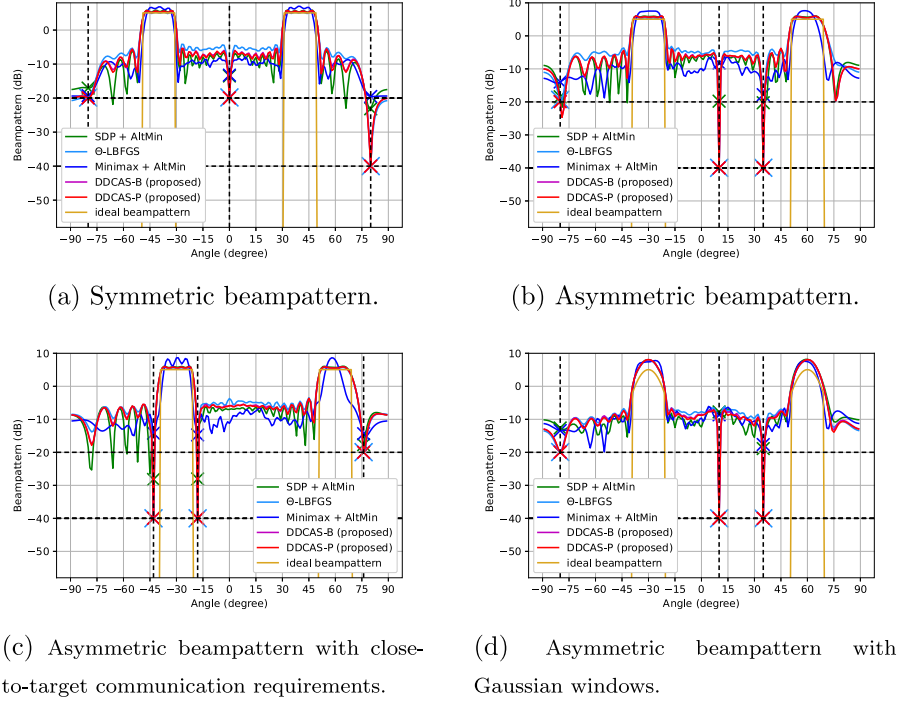 0
−10
−20
−30
−40
−50
Beampattern (dB)
SDP + AltMin
Θ-LBFGS
Minimax + AltMin
DDCAS-B (proposed)
DDCAS-P (proposed)
ideal beampattern
−90 −75 −60 −45 −30 −15 0 15 30 45 60 75 90
Angle (degree)
(a) Symmetric beampattern.
10
0
−10
−20
−30
−40
−50
Beampattern (dB)
SDP + AltMin
Θ-LBFGS
Minimax + AltMin
DDCAS-B (proposed)
DDCAS-P (proposed)
ideal beampattern
−90 −75 −60 −45 −30 −15 0 15 30 45 60 75 90
Angle (degree)
(b) Asymmetric beampattern.
10
0
−10
−20
−30
−40
−50
Beampattern (dB)
SDP + AltMin
Θ-LBFGS
Minimax + AltMin
DDCAS-B (proposed)
DDCAS-P (proposed)
ideal beampattern
−90 −75 −60 −45 −30 −15 0 15 30 45 60 75 90
Angle (degree)
(c) Asymmetric beampattern with close-
to-target communication requirements.
10
0
−10
−20
−30
−40
−50
Beampattern (dB)
SDP + AltMin
Θ-LBFGS
Minimax + AltMin
DDCAS-B (proposed)
DDCAS-P (proposed)
ideal beampattern
−90 −75 −60 −45 −30 −15 0 15 30 45 60 75 90
Angle (degree)
(d) Asymmetric beampattern with
Gaussian windows.